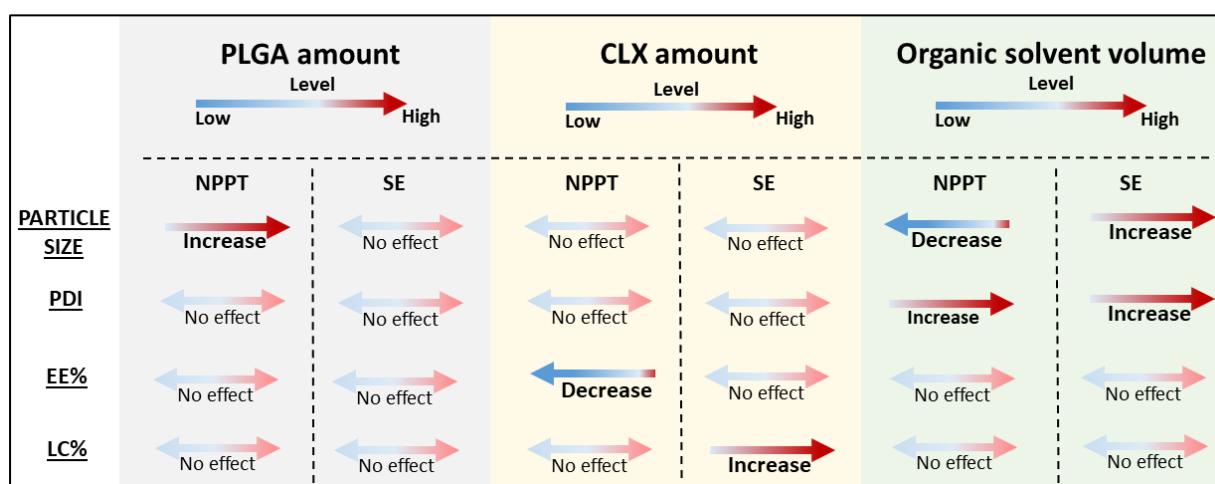 PLGA amount
Level
Low
High
CLX amount
Level
Low
High
Organic solvent volume
Level
Low
High
NPPT
SE
NPPT
SE
NPPT
SE
PARTICLE
SIZE
Increase
No effect
No effect
No effect
Decrease
Increase
PDI
No effect
No effect
No effect
No effect
Increase
Increase
EE%
No effect
No effect
Decrease
No effect
No effect
No effect
LC%
No effect
No effect
No effect
Increase
No effect
No effect